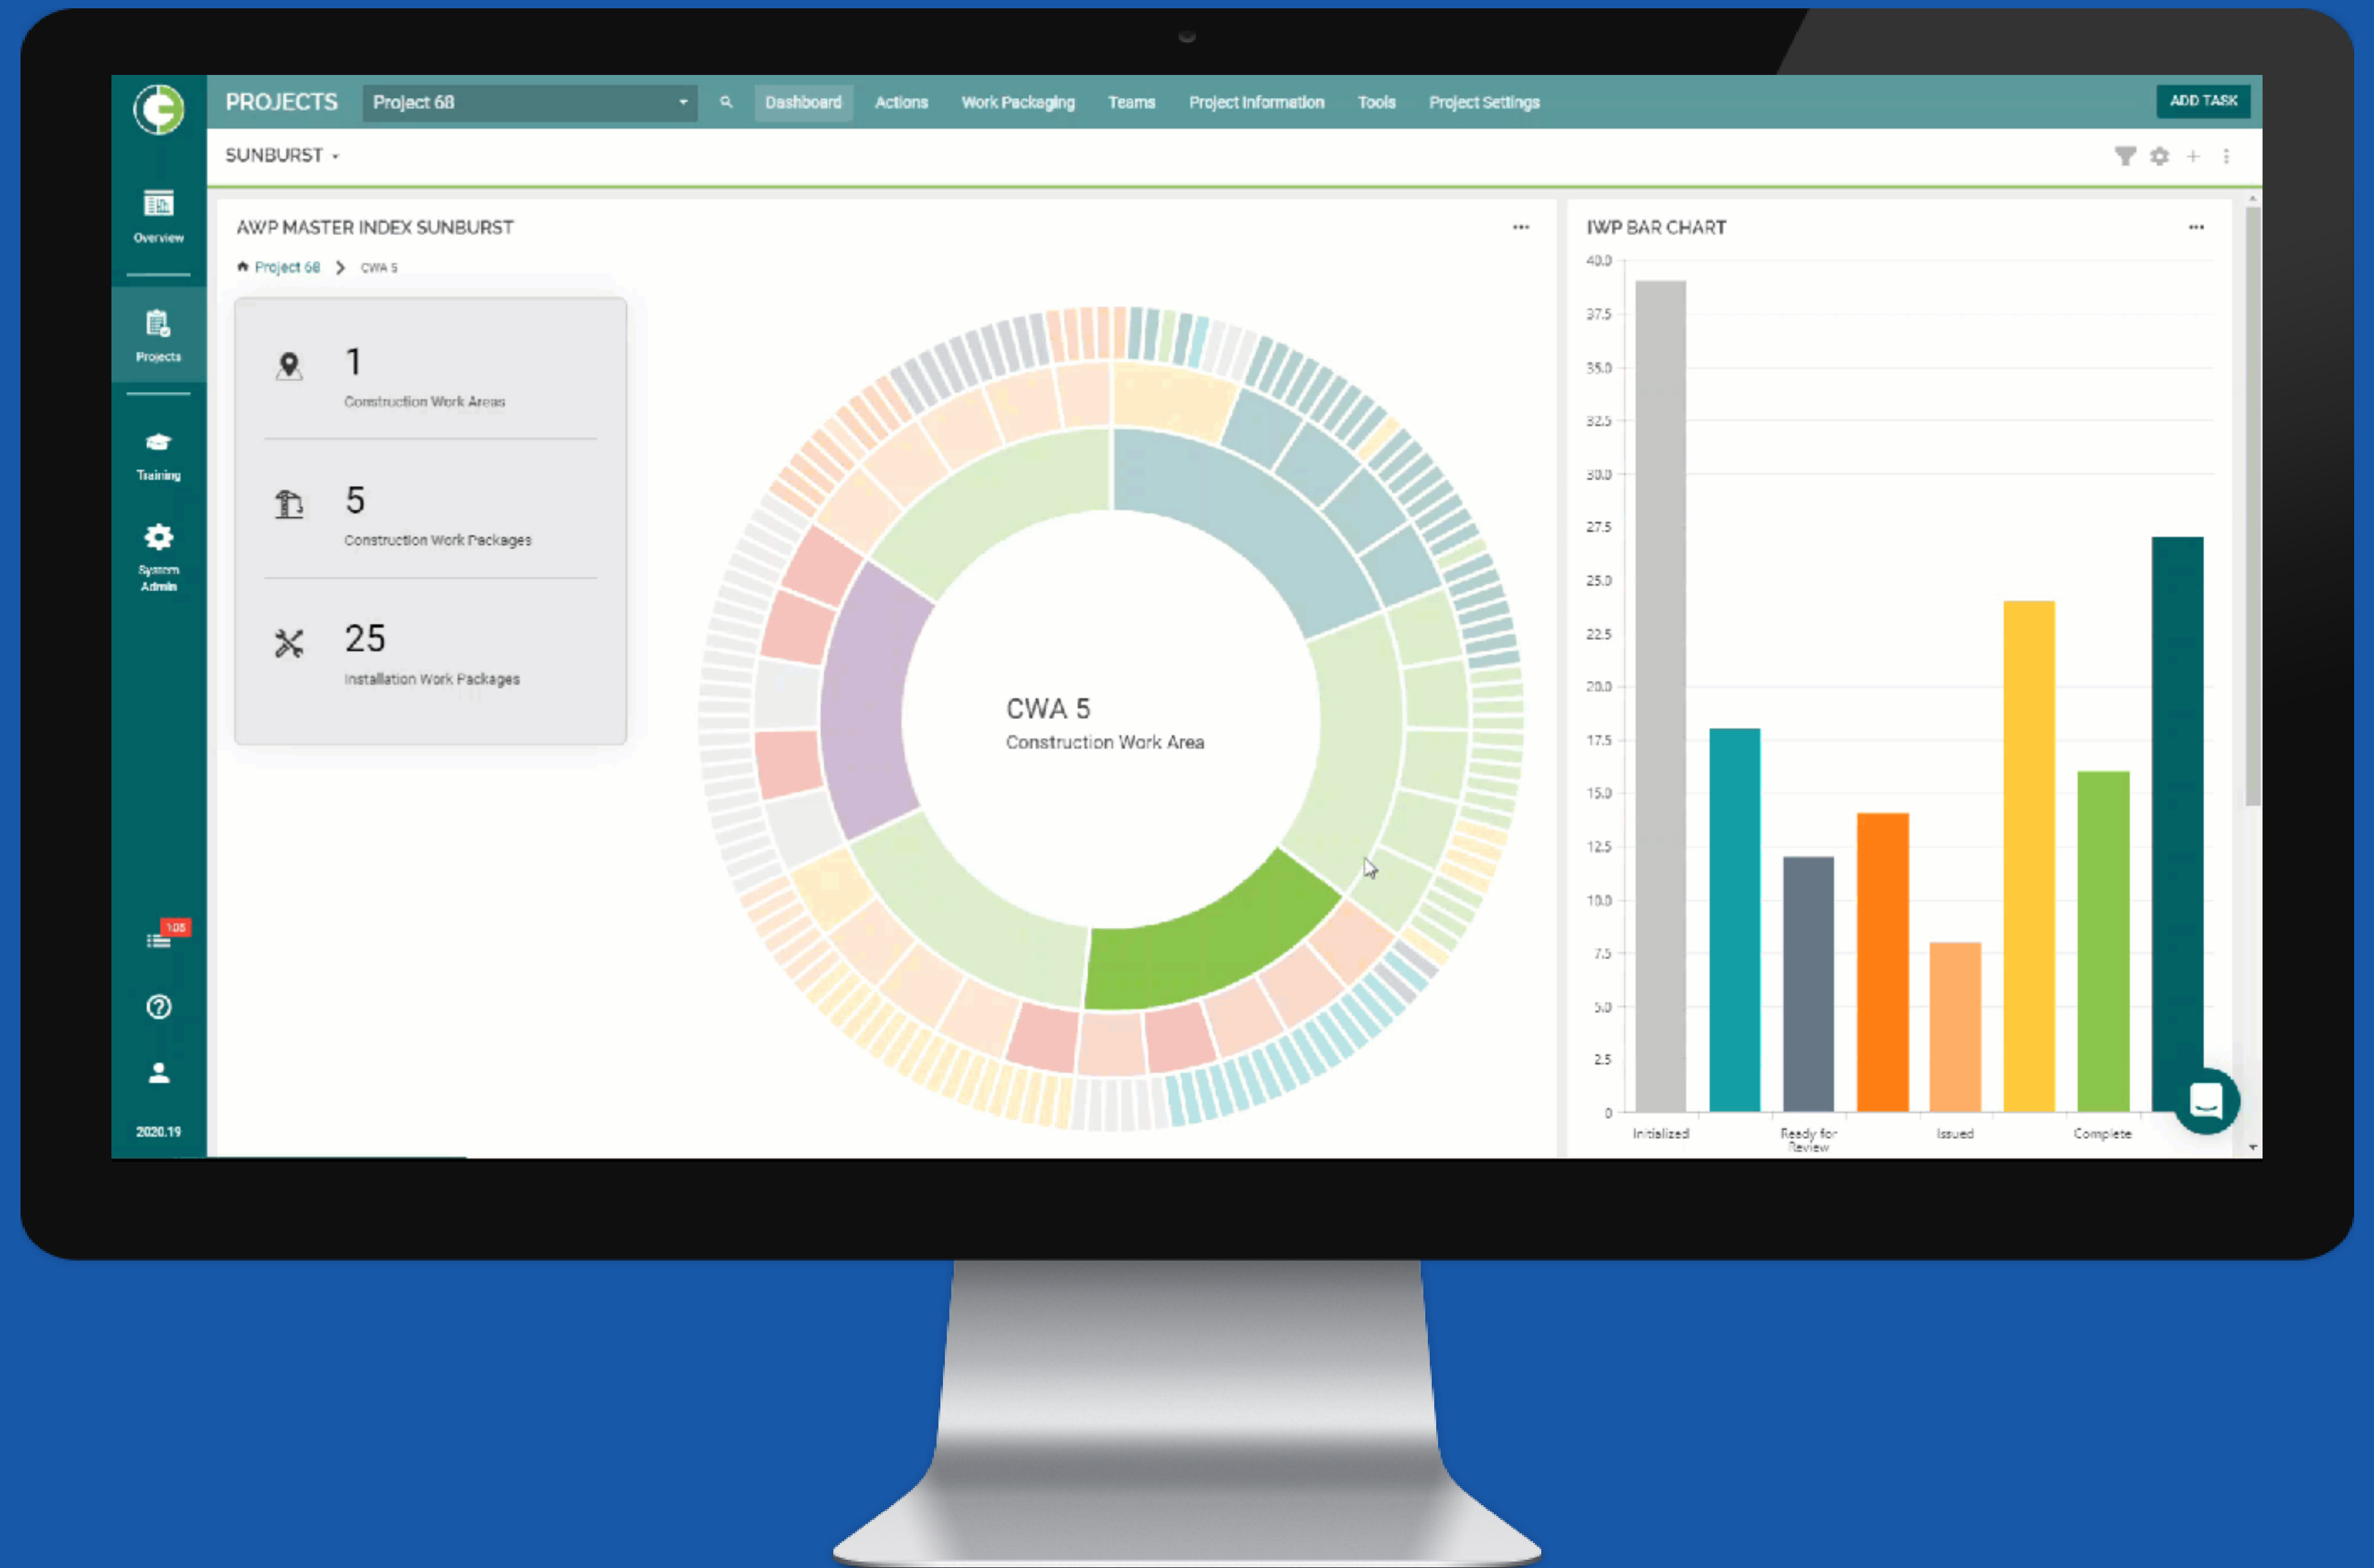 PROJECTS
Project 68
Dashboard
Actions
Work Packaging
Teams
Project Information
Tools
Project Settings
ADD TASK
SUNBURST
Overview
Projects
Training
System
Admin
105
2020.19
AWP MASTER INDEX SUNBURST
Project 68
CWA 5
1
Construction Work Areas
5
Construction Work Packages
25
Installation Work Packages
CWA 5
Construction Work Area
IWP BAR CHART
40.0
37.5
35.0
32.5
30.0
27.5
25.0
22.5
20.0
17.5
15.0
12.5
10.0
7.5
5.0
2.5
0
Initialized
Ready for
Review
Issued
Complete